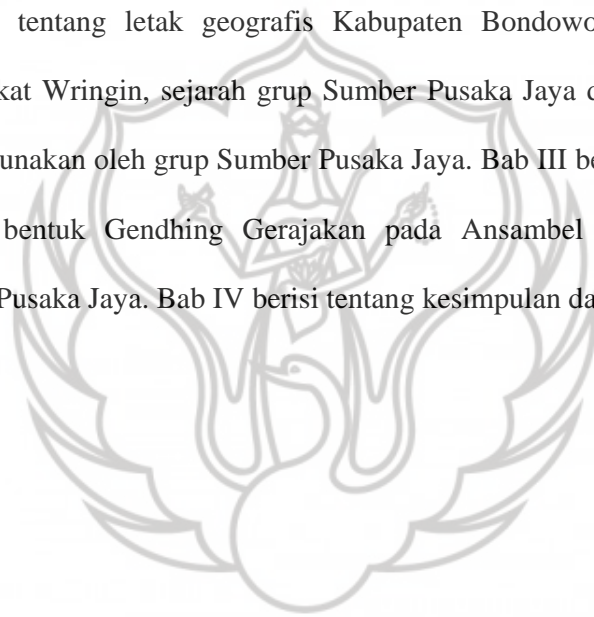 tentang letak geografis Kabupaten Bondowo
kat Wringin, sejarah grup Sumber Pusaka Jaya d
unakan oleh grup Sumber Pusaka Jaya. Bab III be
bentuk Gendhing Gerajakan pada Ansambel
Pusaka Jaya. Bab IV berisi tentang kesimpulan da